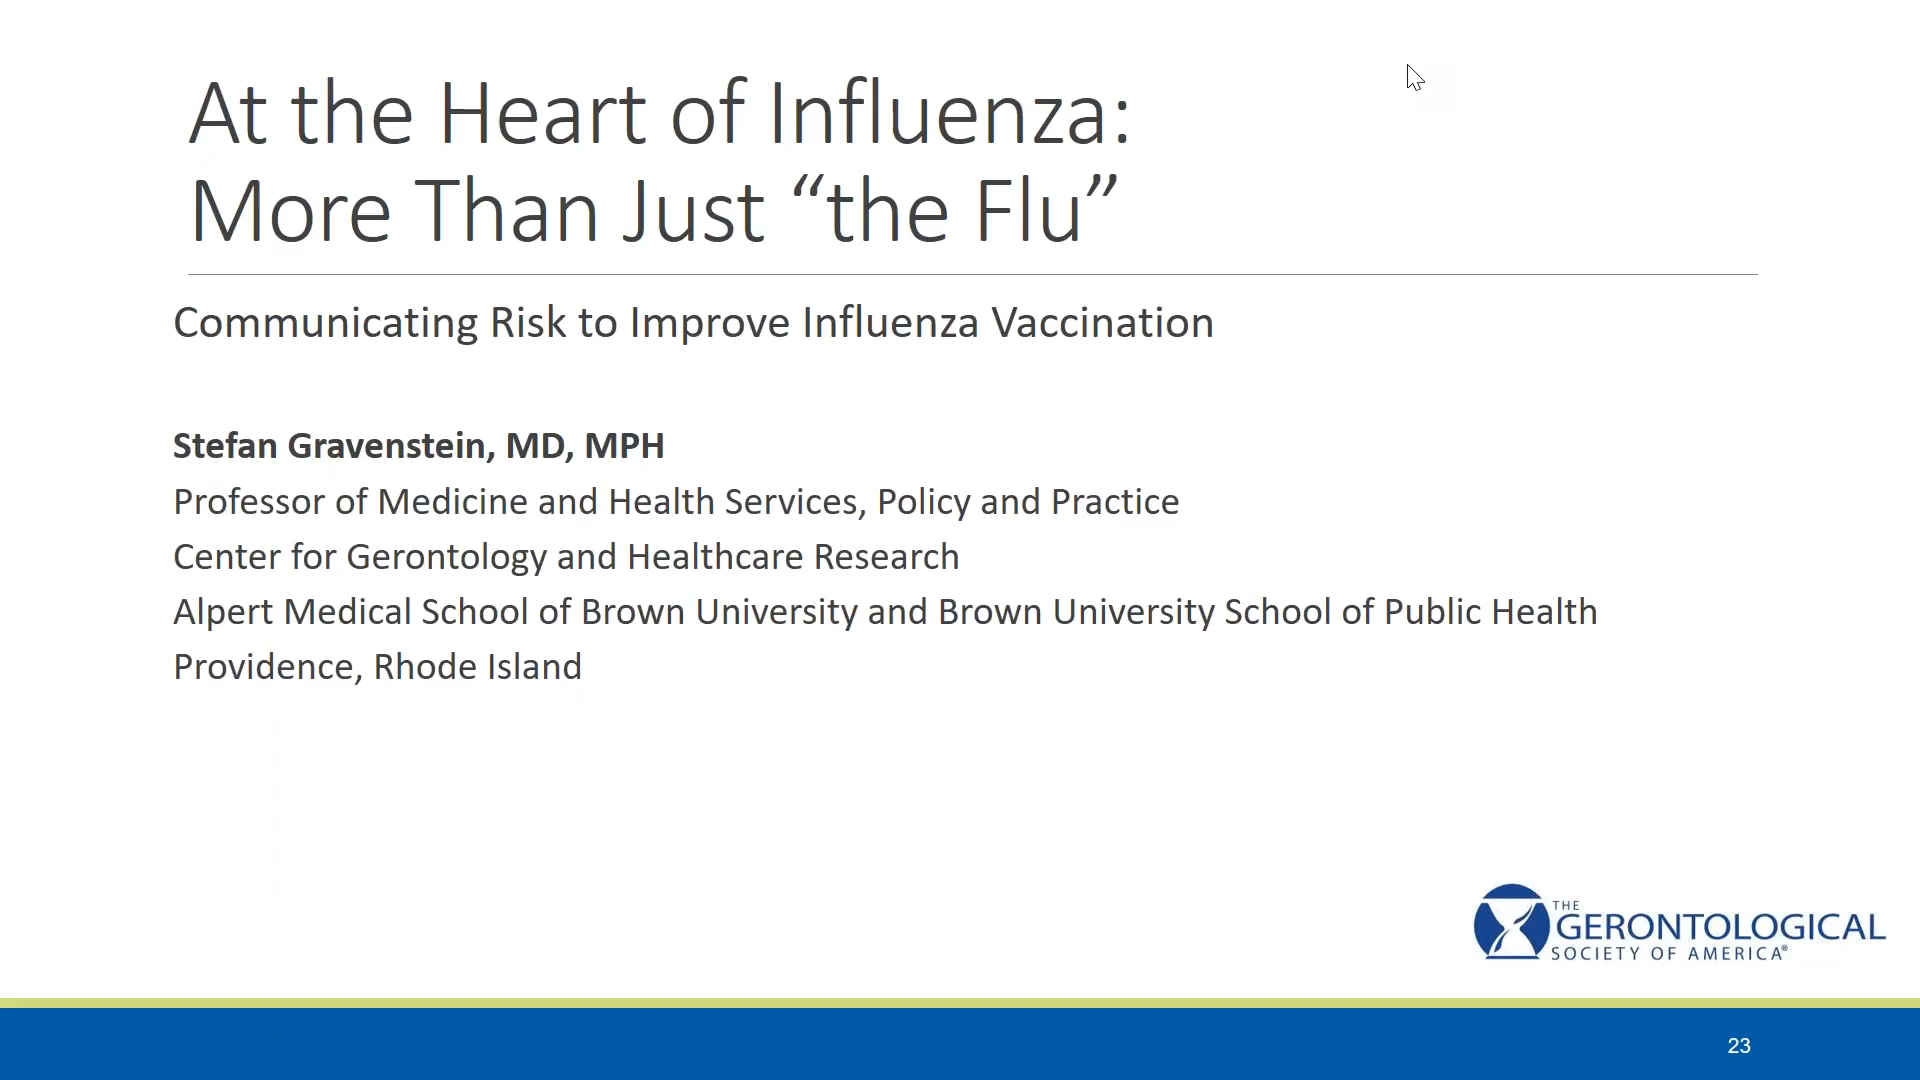 At the Heart of Influenza:
More Than Just “the Flu”
Communicating Risk to Improve Influenza Vaccination
Stefan Gravenstein, MD, MPH
Professor of Medicine and Health Services, Policy and Practice
Center for Gerontology and Healthcare Research
Alpert Medical School of Brown University and Brown University School of Public Health
Providence, Rhode Island
THE
GERONTOLOGICAL
SOCIETY OF AMERICA®
23